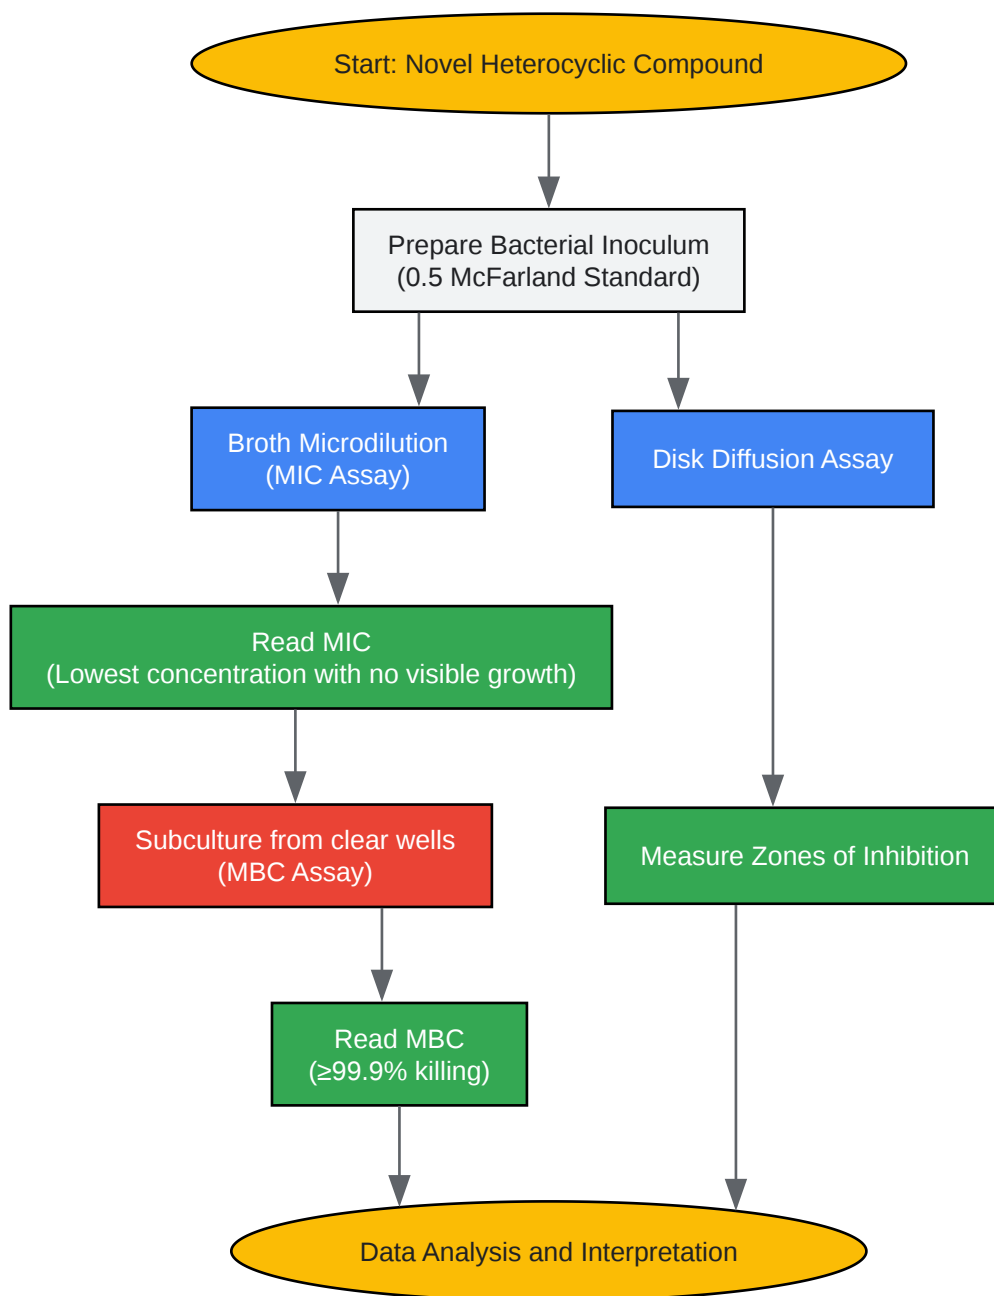 Start: Novel Heterocyclic Compound
Prepare Bacterial Inoculum
(0.5 McFarland Standard)
Broth Microdilution
(MIC Assay)
Disk Diffusion Assay
Read MIC
(Lowest concentration with no visible growth)
Subculture from clear wells
(MBC Assay)
Measure Zones of Inhibition
Read MBC
(≥99.9% killing)
Data Analysis and Interpretation